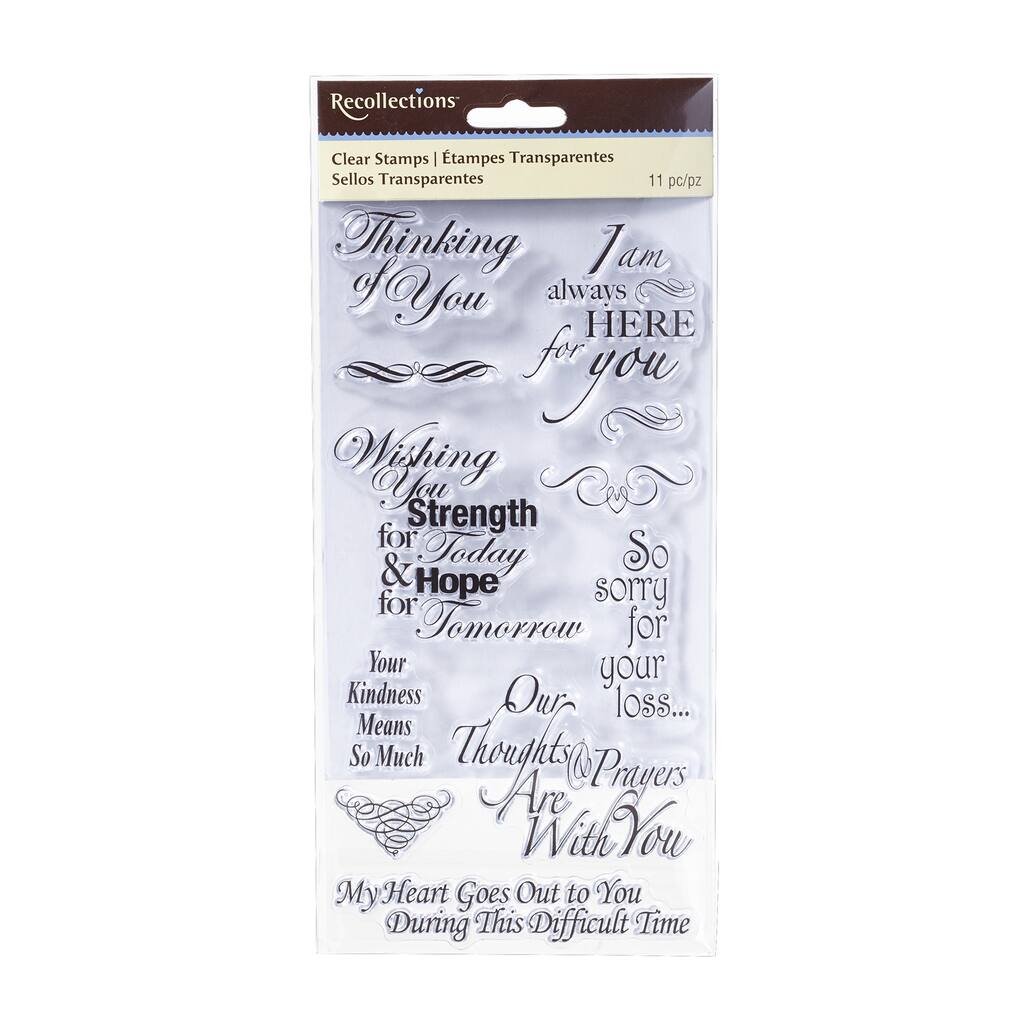 Recollections™
Clear Stamps | Étampes Transparentes
Sellos Transparentes
11 pc/pz
Thinking
of You
I am
always
HERE
for you
Wishing
You
Strength
for Today
& Hope
for
Tomorrow
So
sorry
for
your
loss...
Your
Kindness
Means
So Much
Our
Thoughts & Prayers
Are
With You
My Heart Goes Out to You
During This Difficult Time